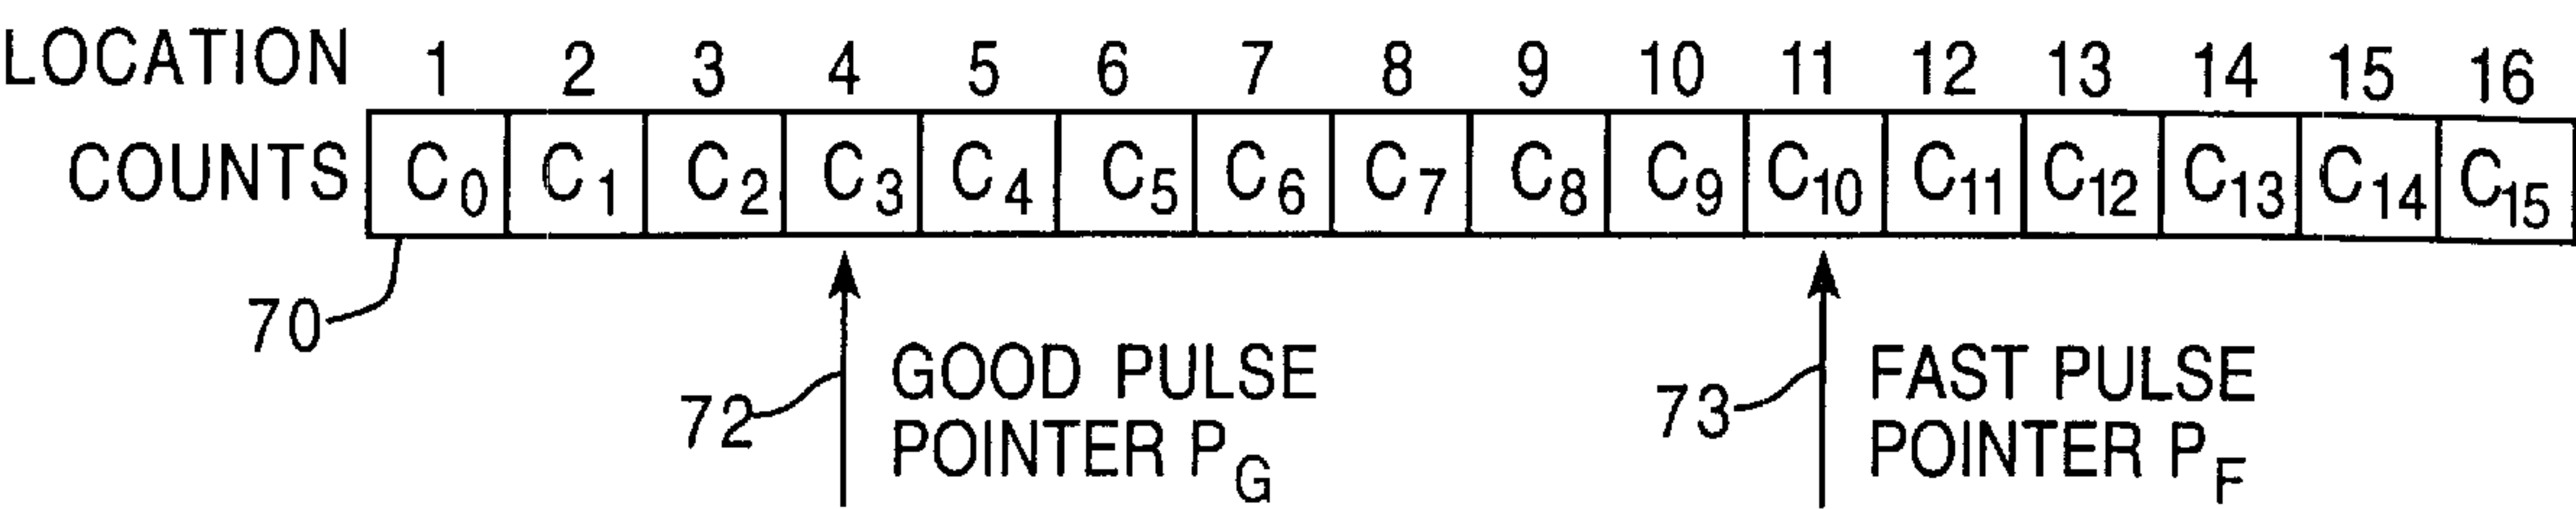 LOCATION 1 2 3 4 5 6 7 8 9 10 11 12 13 14 15 16
COUNTS C0 C1 C2 C3 C4 C5 C6 C7 C8 C9 C10 C11 C12 C13 C14 C15
70
72
GOOD PULSE
POINTER PG
73
FAST PULSE
POINTER PF